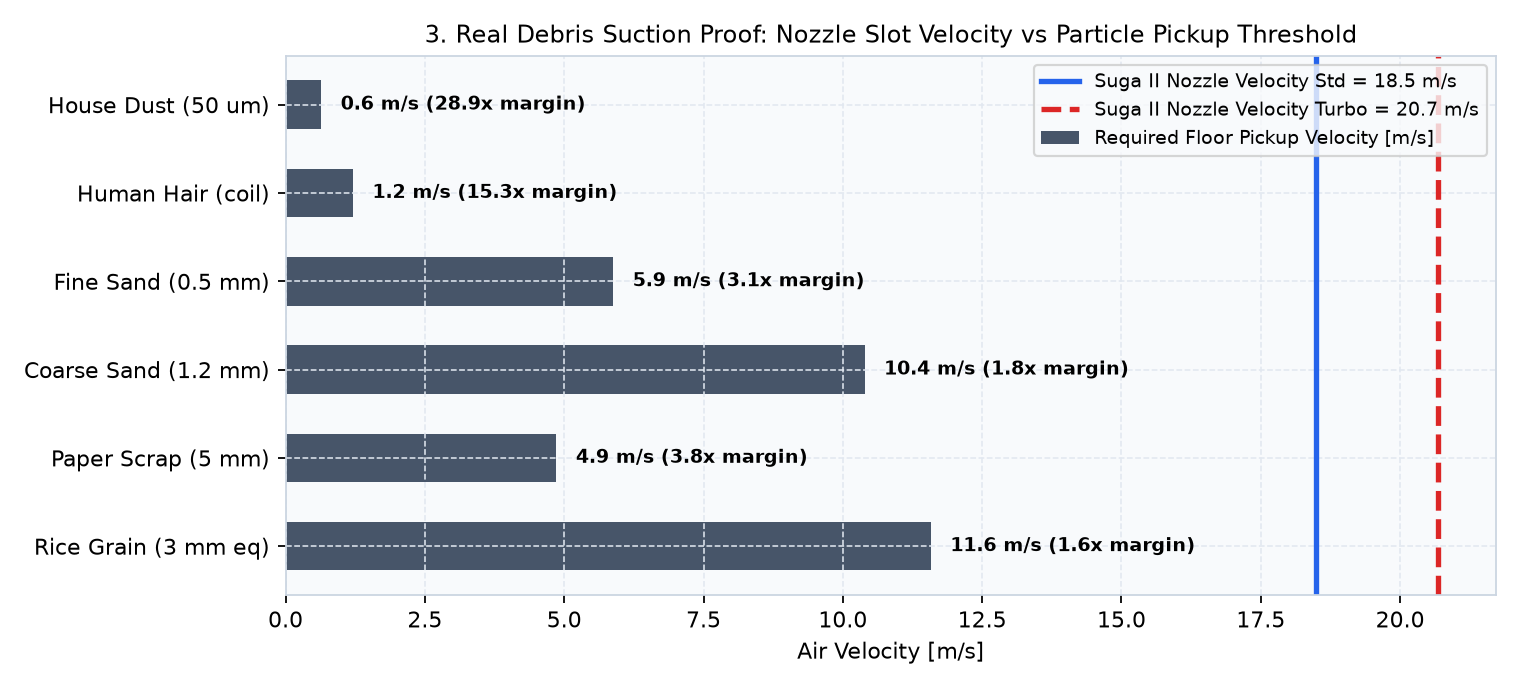 3. Real Debris Suction Proof: Nozzle Slot Velocity vs Particle Pickup Threshold
Suga II Nozzle Velocity Std = 18.5 m/s
Suga II Nozzle Velocity Turbo = 20.7 m/s
Required Floor Pickup Velocity [m/s]
House Dust (50 um)
0.6 m/s (28.9x margin)
Human Hair (coil)
1.2 m/s (15.3x margin)
Fine Sand (0.5 mm)
5.9 m/s (3.1x margin)
Coarse Sand (1.2 mm)
10.4 m/s (1.8x margin)
Paper Scrap (5 mm)
4.9 m/s (3.8x margin)
Rice Grain (3 mm eq)
11.6 m/s (1.6x margin)
0.0 2.5 5.0 7.5 10.0 12.5 15.0 17.5 20.0
Air Velocity [m/s]